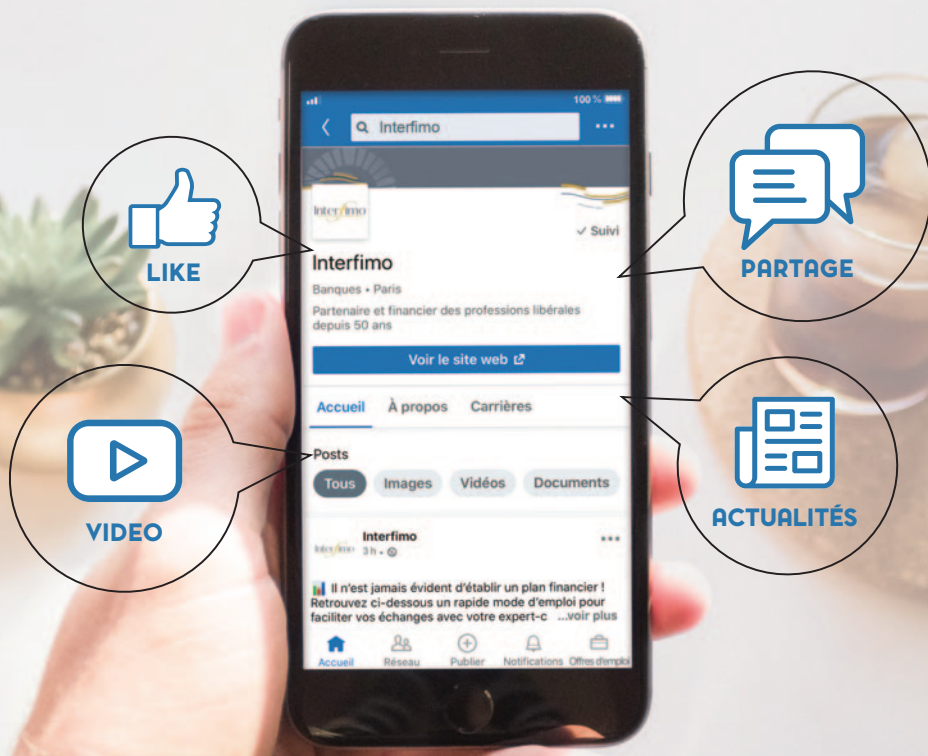 100 %
Interfimo
Interfimo
Suivi
Interfimo
Banques • Paris
Partenaire et financier des professions libérales
depuis 50 ans
Voir le site web
Accueil À propos Carrières
Posts
Tous Images Vidéos Documents
Interfimo
Interfimo
3 h •
Il n'est jamais évident d'établir un plan financier !
Retrouvez ci-dessous un rapide mode d'emploi pour
faciliter vos échanges avec votre expert-c ...voir plus
Accueil Réseau Publier Notifications Offres d'emploi
LIKE
VIDEO
PARTAGE
ACTUALITÉS